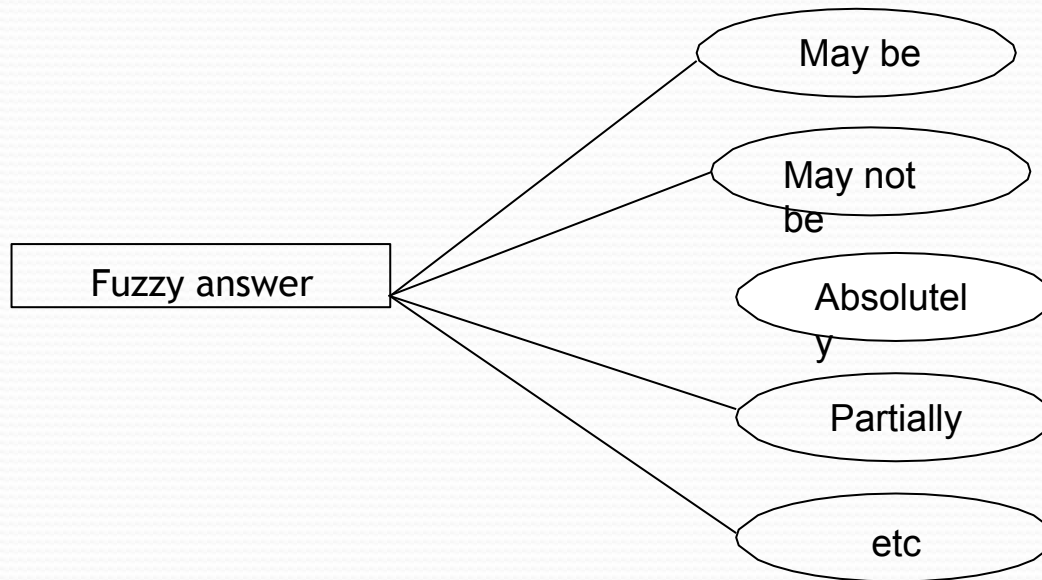 May be
May not
be
Fuzzy answer
Absolutel
y
Partially
etc